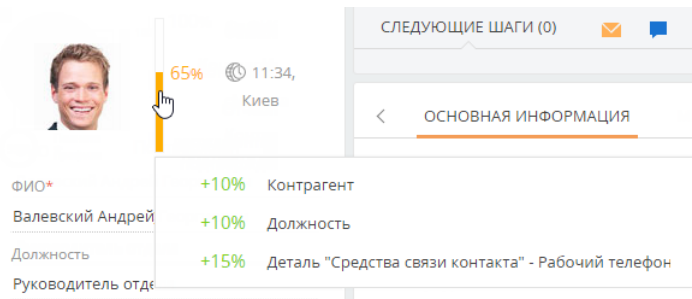 СЛЕДУЮЩИЕ ШАГИ (0)
65%
11:34,
Киев
ОСНОВНАЯ ИНФОРМАЦИЯ
ФИО*
Валевский Андрей
Должность
Руководитель отде
+10% Контрагент
+10% Должность
+15% Деталь "Средства связи контакта" - Рабочий телефон